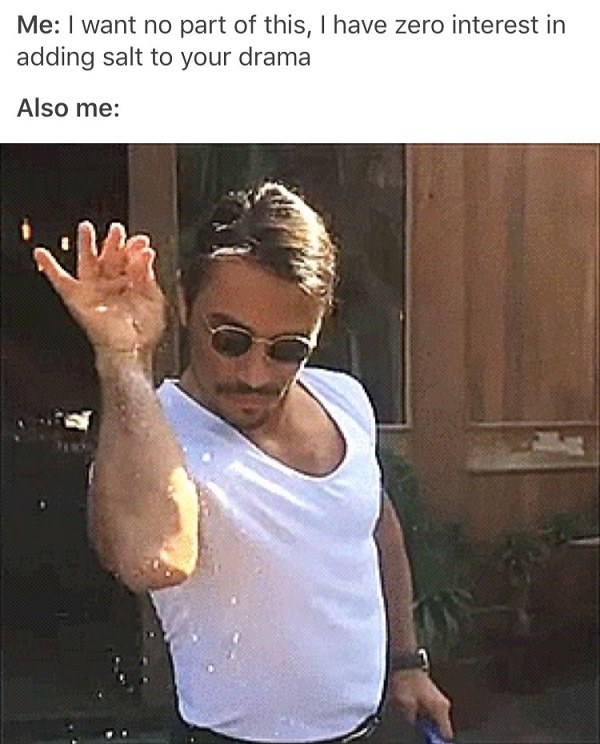 Me: I want no part of this, I have zero interest in
adding salt to your drama
Also me: